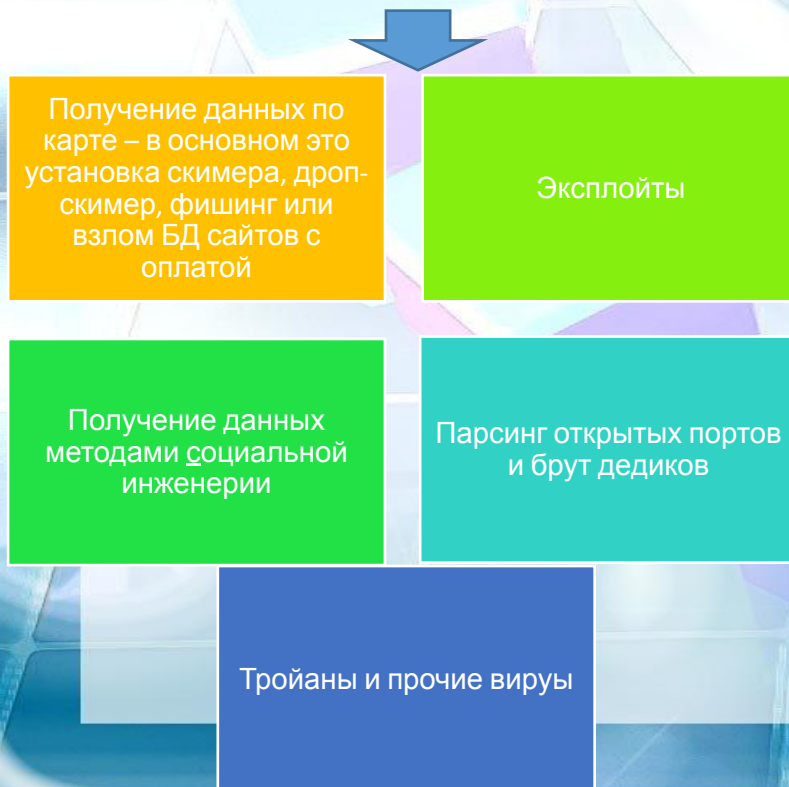 Получение данных по
карте – в основном это
установка скимера, дроп-
скимер, фишинг или
взлом БД сайтов с
оплатой
Эксплойты
Получение данных
методами социальной
инженерии
Парсинг открытых портов
и брут дедиков
Тройаны и прочие вируы